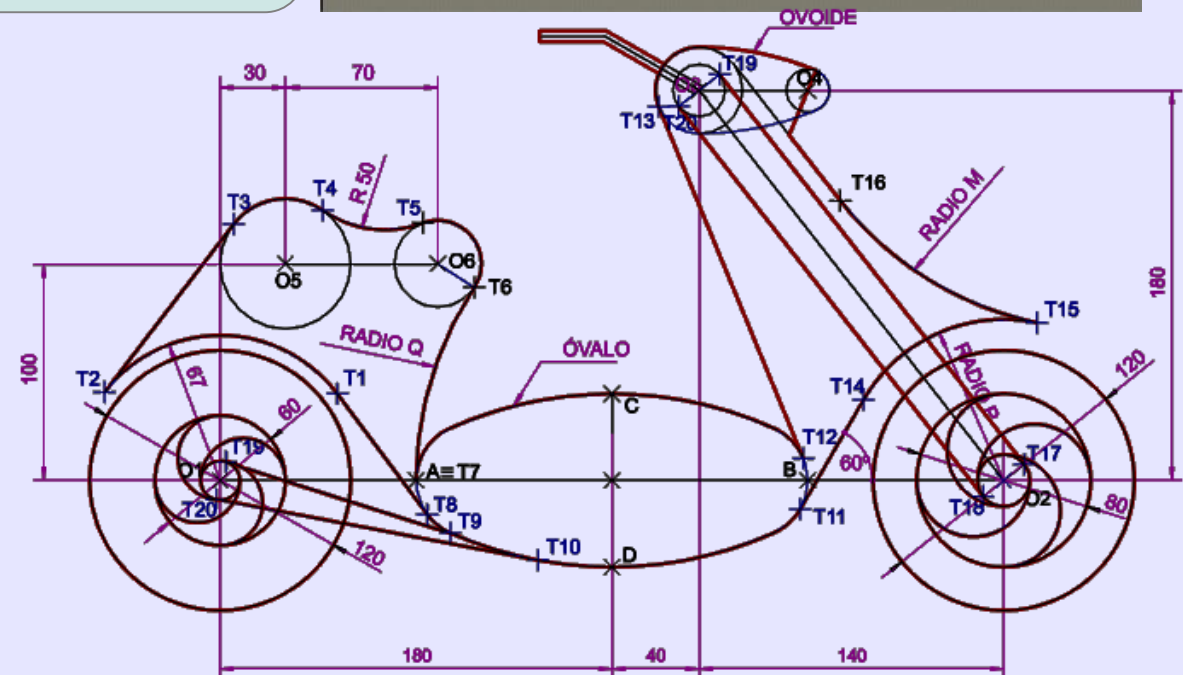 OVOIDE
30
70
T19
O3
O4
T13
T20
T3
T4
R 50
T5
T16
RADIO M
O5
O6
T6
180
100
RADIO Q
ÓVALO
T15
T2
67
T1
60
C
T14
RADIO P
120
T19
O1
T20
A≡T7
T12
B
60º
T17
T18
O2
80
T8
T9
T11
120
T10
D
180
40
140